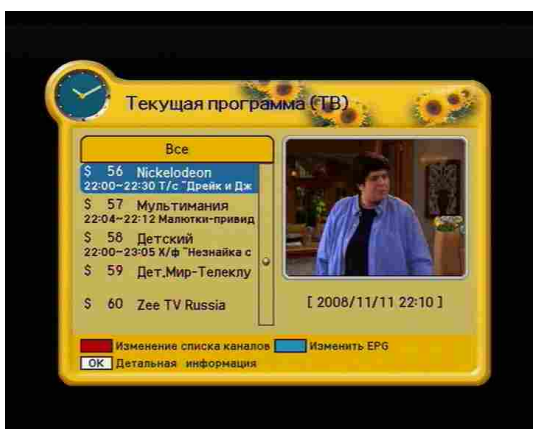 Текущая программа (ТВ)
Все
$ 56 Nickelodeon
22:00~22:30 Т/с "Дрейк и Дж
$ 57 Мультимания
22:04~22:12 Малютки-привид
$ 58 Детский
22:00~23:05 Х/ф "Незнайка с
$ 59 Дет.Мир-Телеклу
$ 60 Zee TV Russia
[ 2008/11/11 22:10 ]
Изменение списка каналов Изменить EPG
OK Детальная информация